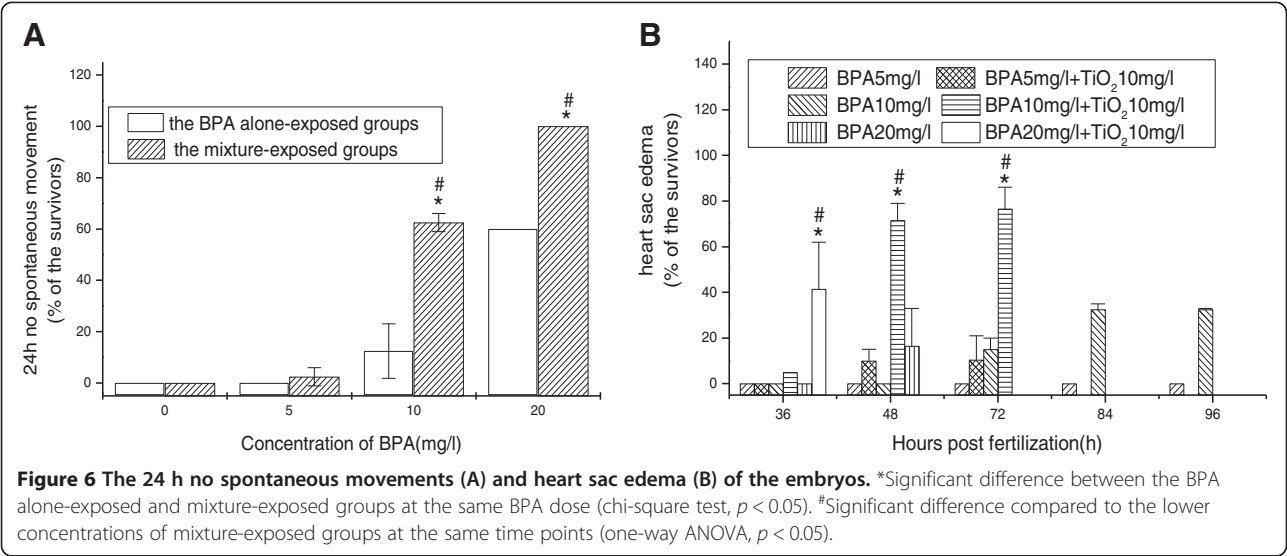 A
24h no spontaneous movement
(% of the survivors)
120
100
80
60
40
20
0
the BPA alone-exposed groups
the mixture-exposed groups
#
*
#
*
0 5 10 20
Concentration of BPA(mg/l)
B
heart sac edema
(% of the survivors)
140
120
100
80
60
40
20
0
BPA5mg/l BPA5mg/l+TiO₂10mg/l
BPA10mg/l BPA10mg/l+TiO₂10mg/l
BPA20mg/l BPA20mg/l+TiO₂10mg/l
#
*
#
*
#
*
36 48 72 84 96
Hours post fertilization(h)
Figure 6 The 24 h no spontaneous movements (A) and heart sac edema (B) of the embryos. *Significant difference between the BPA
alone-exposed and mixture-exposed groups at the same BPA dose (chi-square test, p < 0.05). #Significant difference compared to the lower
concentrations of mixture-exposed groups at the same time points (one-way ANOVA, p < 0.05).